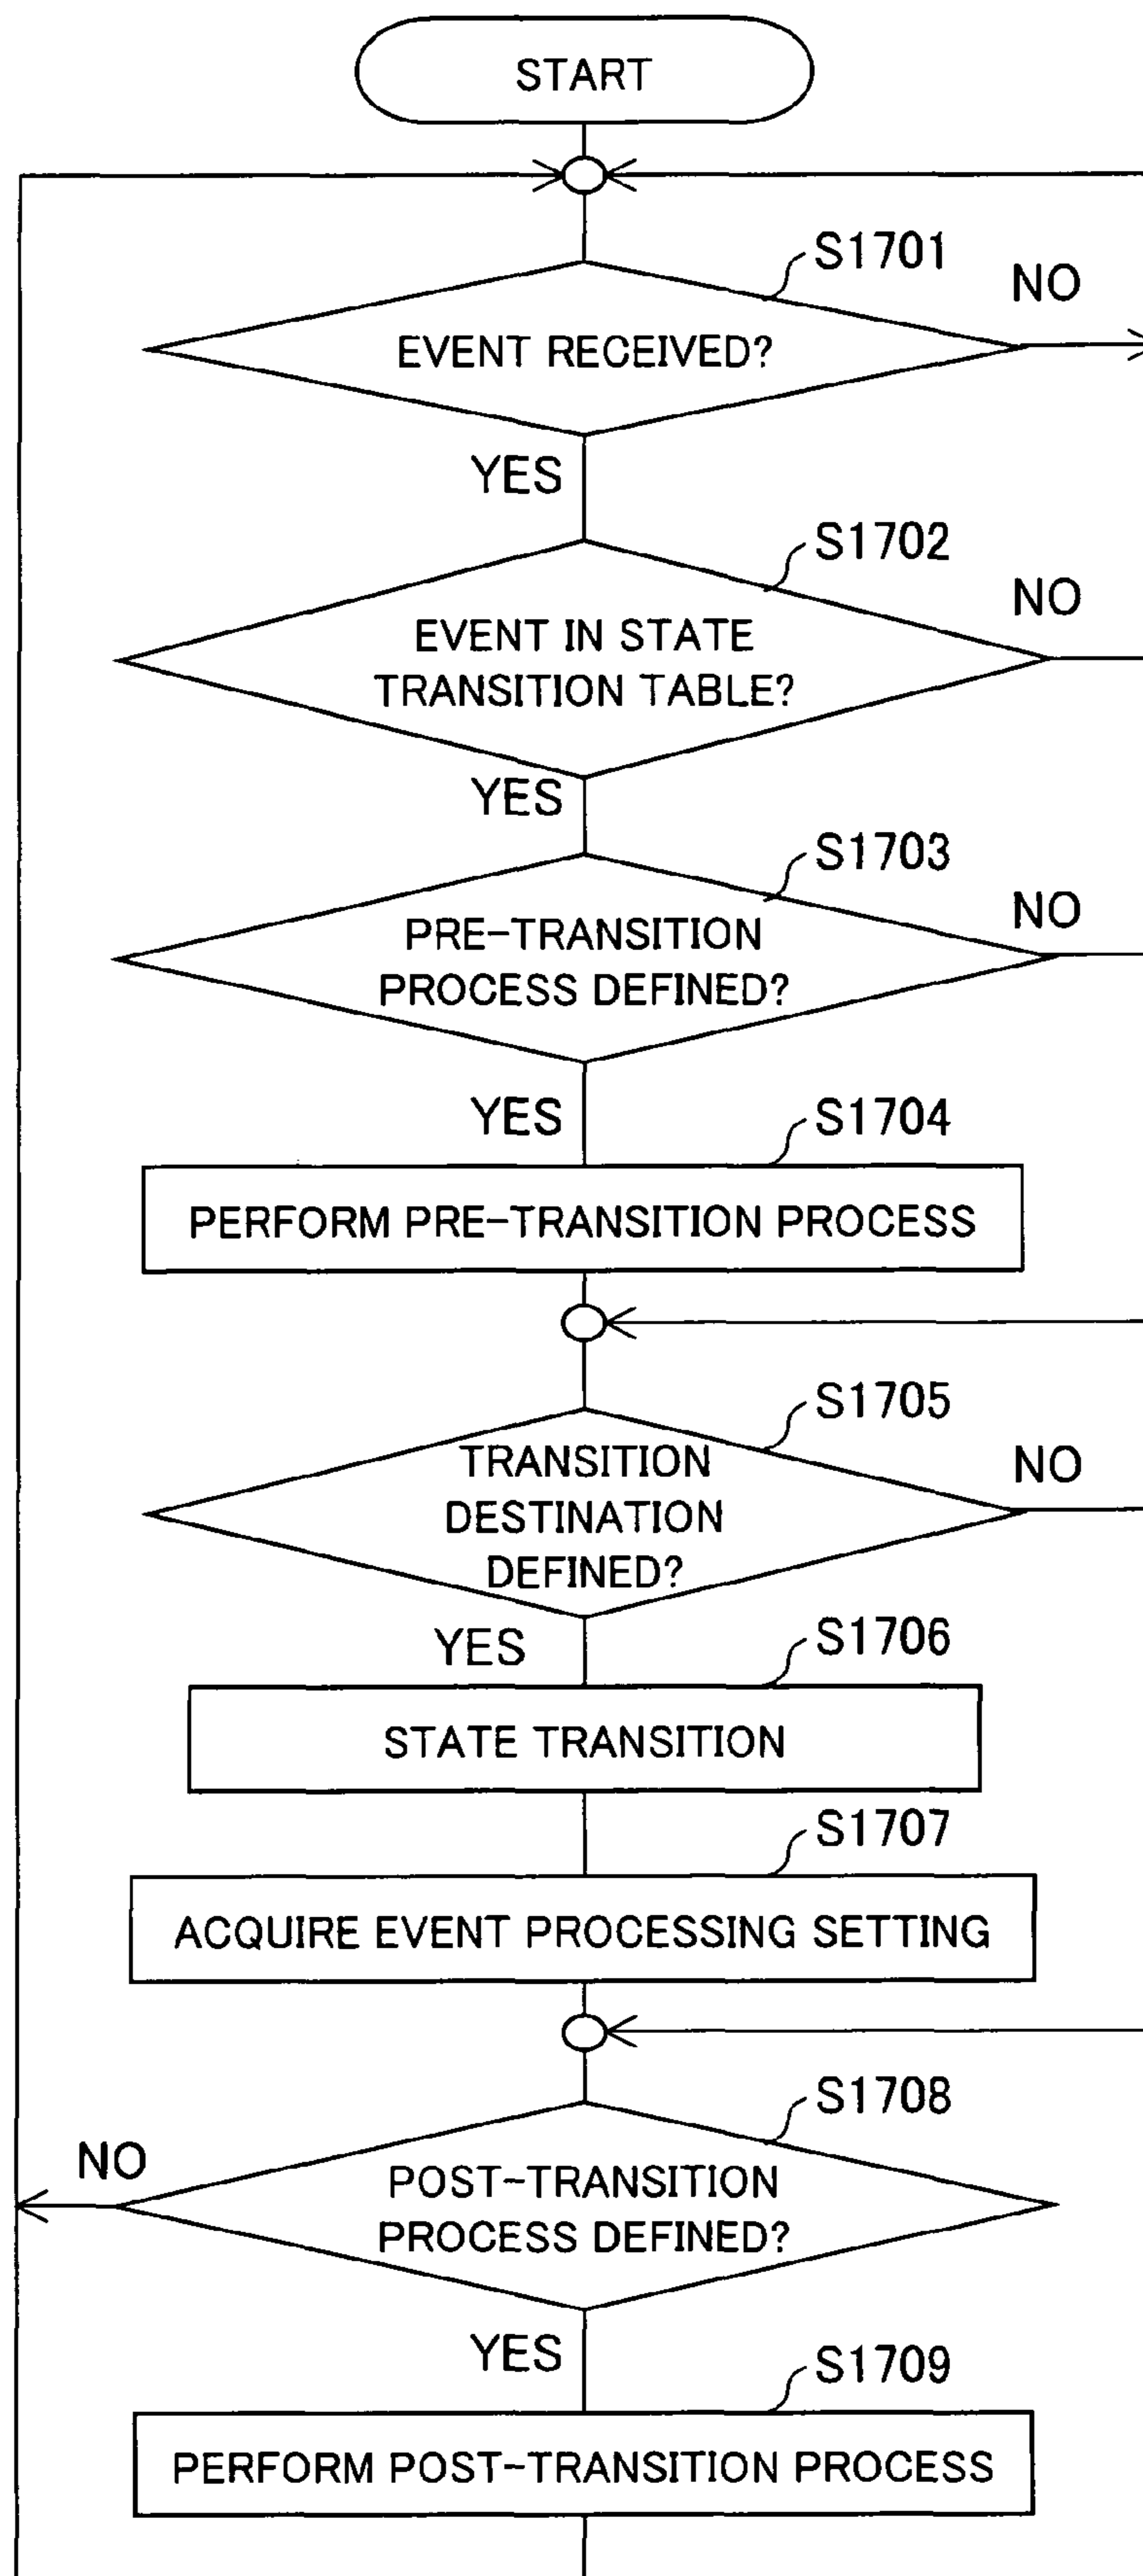 START
S1701
NO
EVENT RECEIVED?
YES
S1702
NO
EVENT IN STATE
TRANSITION TABLE?
YES
S1703
NO
PRE-TRANSITION
PROCESS DEFINED?
YES
S1704
PERFORM PRE-TRANSITION PROCESS
S1705
NO
TRANSITION
DESTINATION
DEFINED?
YES
S1706
STATE TRANSITION
S1707
ACQUIRE EVENT PROCESSING SETTING
S1708
NO
POST-TRANSITION
PROCESS DEFINED?
YES
S1709
PERFORM POST-TRANSITION PROCESS